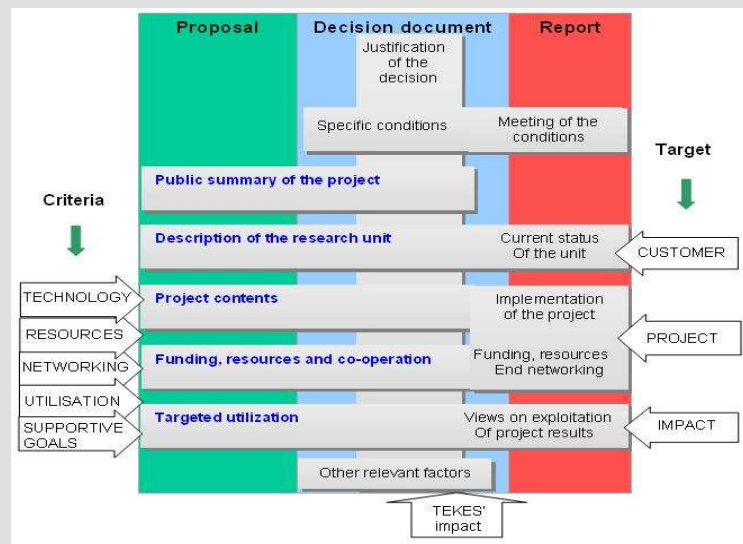 Proposal
Decision document
Report
Justification
of the
decision
Specific conditions
Meeting of the
conditions
Target
Public summary of the project
Criteria
Description of the research unit
Current status
Of the unit
CUSTOMER
TECHNOLOGY
Project contents
Implementation
of the project
RESOURCES
PROJECT
NETWORKING
Funding, resources and co-operation
Funding, resources
End networking
UTILISATION
SUPPORTIVE
GOALS
Targeted utilization
Views on exploitation
Of project results
IMPACT
Other relevant factors
TEKES'
impact